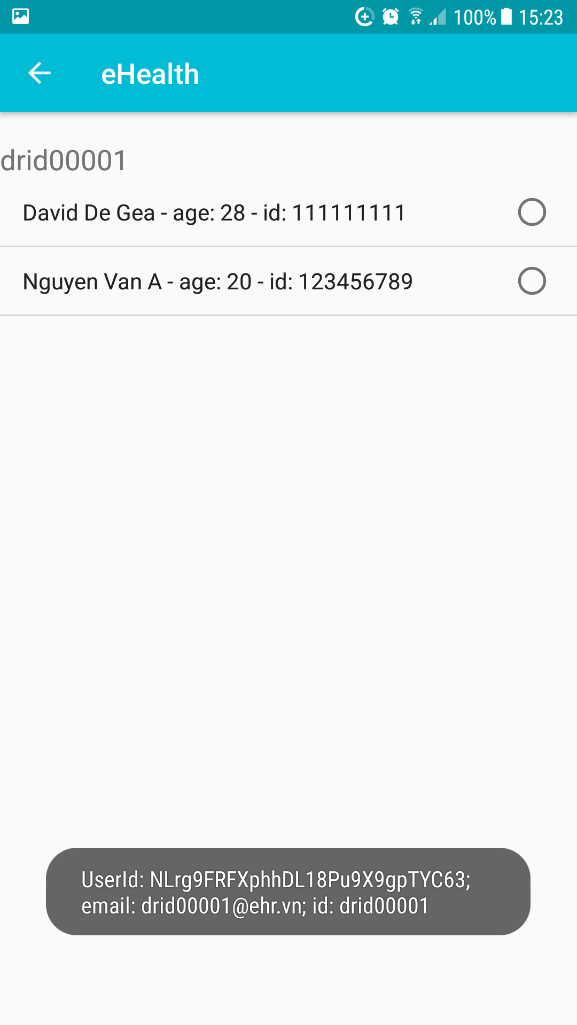 100% 15:23
eHealth
drid00001
David De Gea - age: 28 - id: 111111111
Nguyen Van A - age: 20 - id: 123456789
UserId: NLrg9FRFXphhDL18Pu9X9gpTYC63;
email: drid00001@ehr.vn; id: drid00001